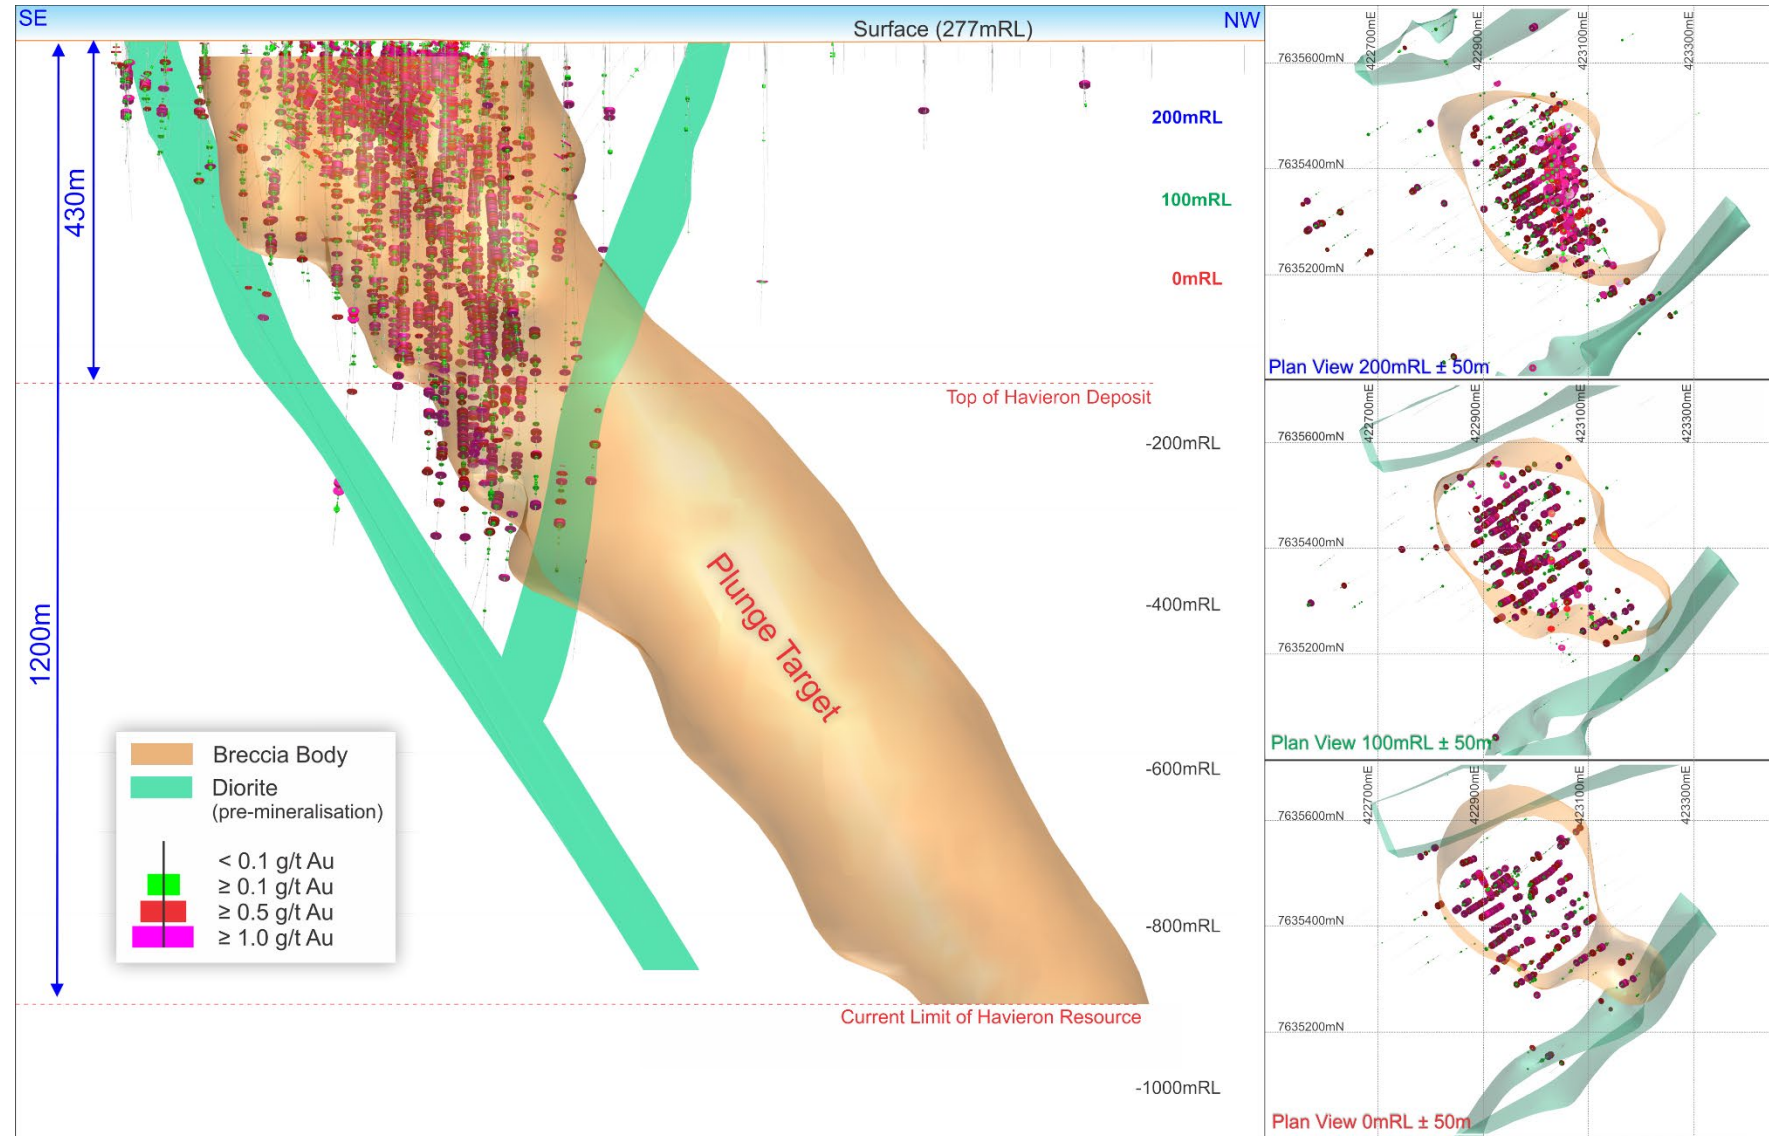 SE
NW
Surface (277mRL)
430m
1200m
200mRL
100mRL
0mRL
Top of Havieron Deposit
-200mRL
-400mRL
Plunge Target
-600mRL
-800mRL
Current Limit of Havieron Resource
-1000mRL
Breccia Body
Diorite
(pre-mineralisation)
< 0.1 g/t Au
≥ 0.1 g/t Au
≥ 0.5 g/t Au
≥ 1.0 g/t Au
422700mE
422900mE
423100mE
423300mE
7635600mN
7635400mN
7635200mN
Plan View 200mRL ± 50m
422700mE
422900mE
423100mE
423300mE
7635600mN
7635400mN
7635200mN
Plan View 100mRL ± 50m
422700mE
422900mE
423100mE
423300mE
7635600mN
7635400mN
7635200mN
Plan View 0mRL ± 50m